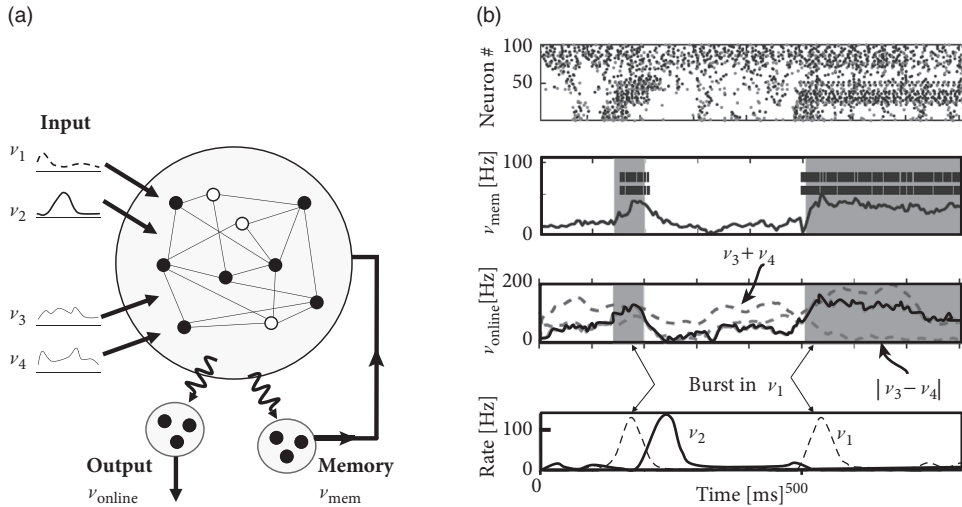 (a)
Input
ν1
ν2
ν3
ν4
Output
νonline
Memory
νmem
(b)
Neuron #
100
50
νmem [Hz]
100
0
ν3 + ν4
νonline[Hz]
200
0
Burst in ν1
|ν3 − ν4|
Rate [Hz]
100
0
ν2
ν1
0
Time [ms]
500